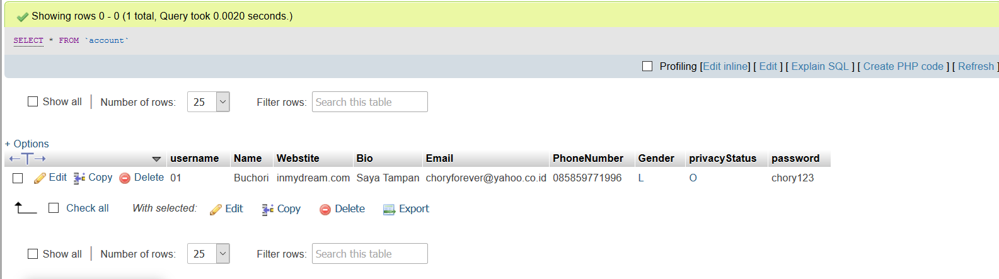 Showing rows 0 - 0 (1 total, Query took 0.0020 seconds.)
SELECT * FROM `account`
Profiling [Edit inline] [ Edit ] [ Explain SQL ] [ Create PHP code ] [ Refresh ]
Show all Number of rows: 25 Filter rows: Search this table
+ Options
username Name Webstite Bio Email PhoneNumber Gender privacyStatus password
Edit Copy Delete 01 Buchori inmydream.com Saya Tampan choryforever@yahoo.co.id 085859771996 L O chory123
Check all With selected: Edit Copy Delete Export
Show all Number of rows: 25 Filter rows: Search this table